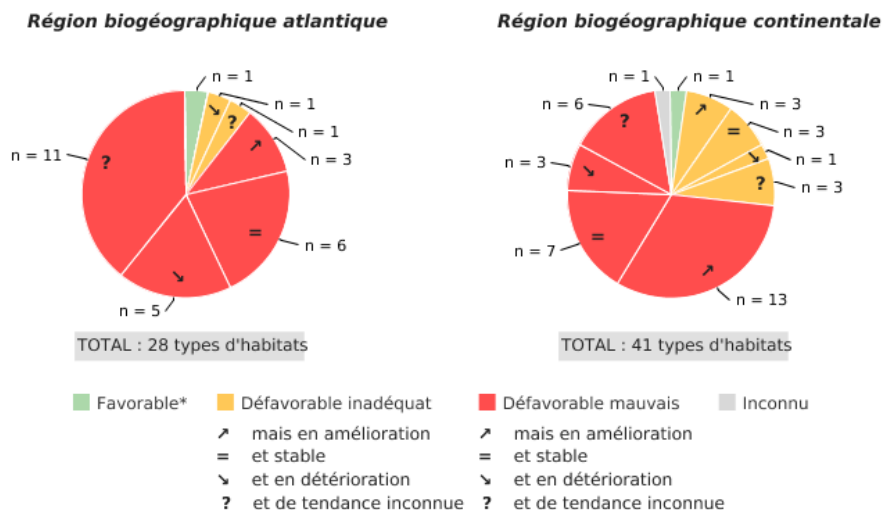 Région biogéographique atlantique
Région biogéographique continentale
n = 1
n = 1
n = 1
n = 3
n = 6
n = 5
n = 11
?
↘
?
↗
=
↘
TOTAL : 28 types d'habitats
n = 1
n = 1
n = 3
n = 3
n = 1
n = 3
n = 13
n = 7
n = 3
n = 6
↗
=
↘
?
↗
=
↘
?
TOTAL : 41 types d'habitats
Favorable*
Défavorable inadéquat
↗ mais en amélioration
= et stable
↘ et en détérioration
? et de tendance inconnue
Défavorable mauvais
↗ mais en amélioration
= et stable
↘ et en détérioration
? et de tendance inconnue
Inconnu